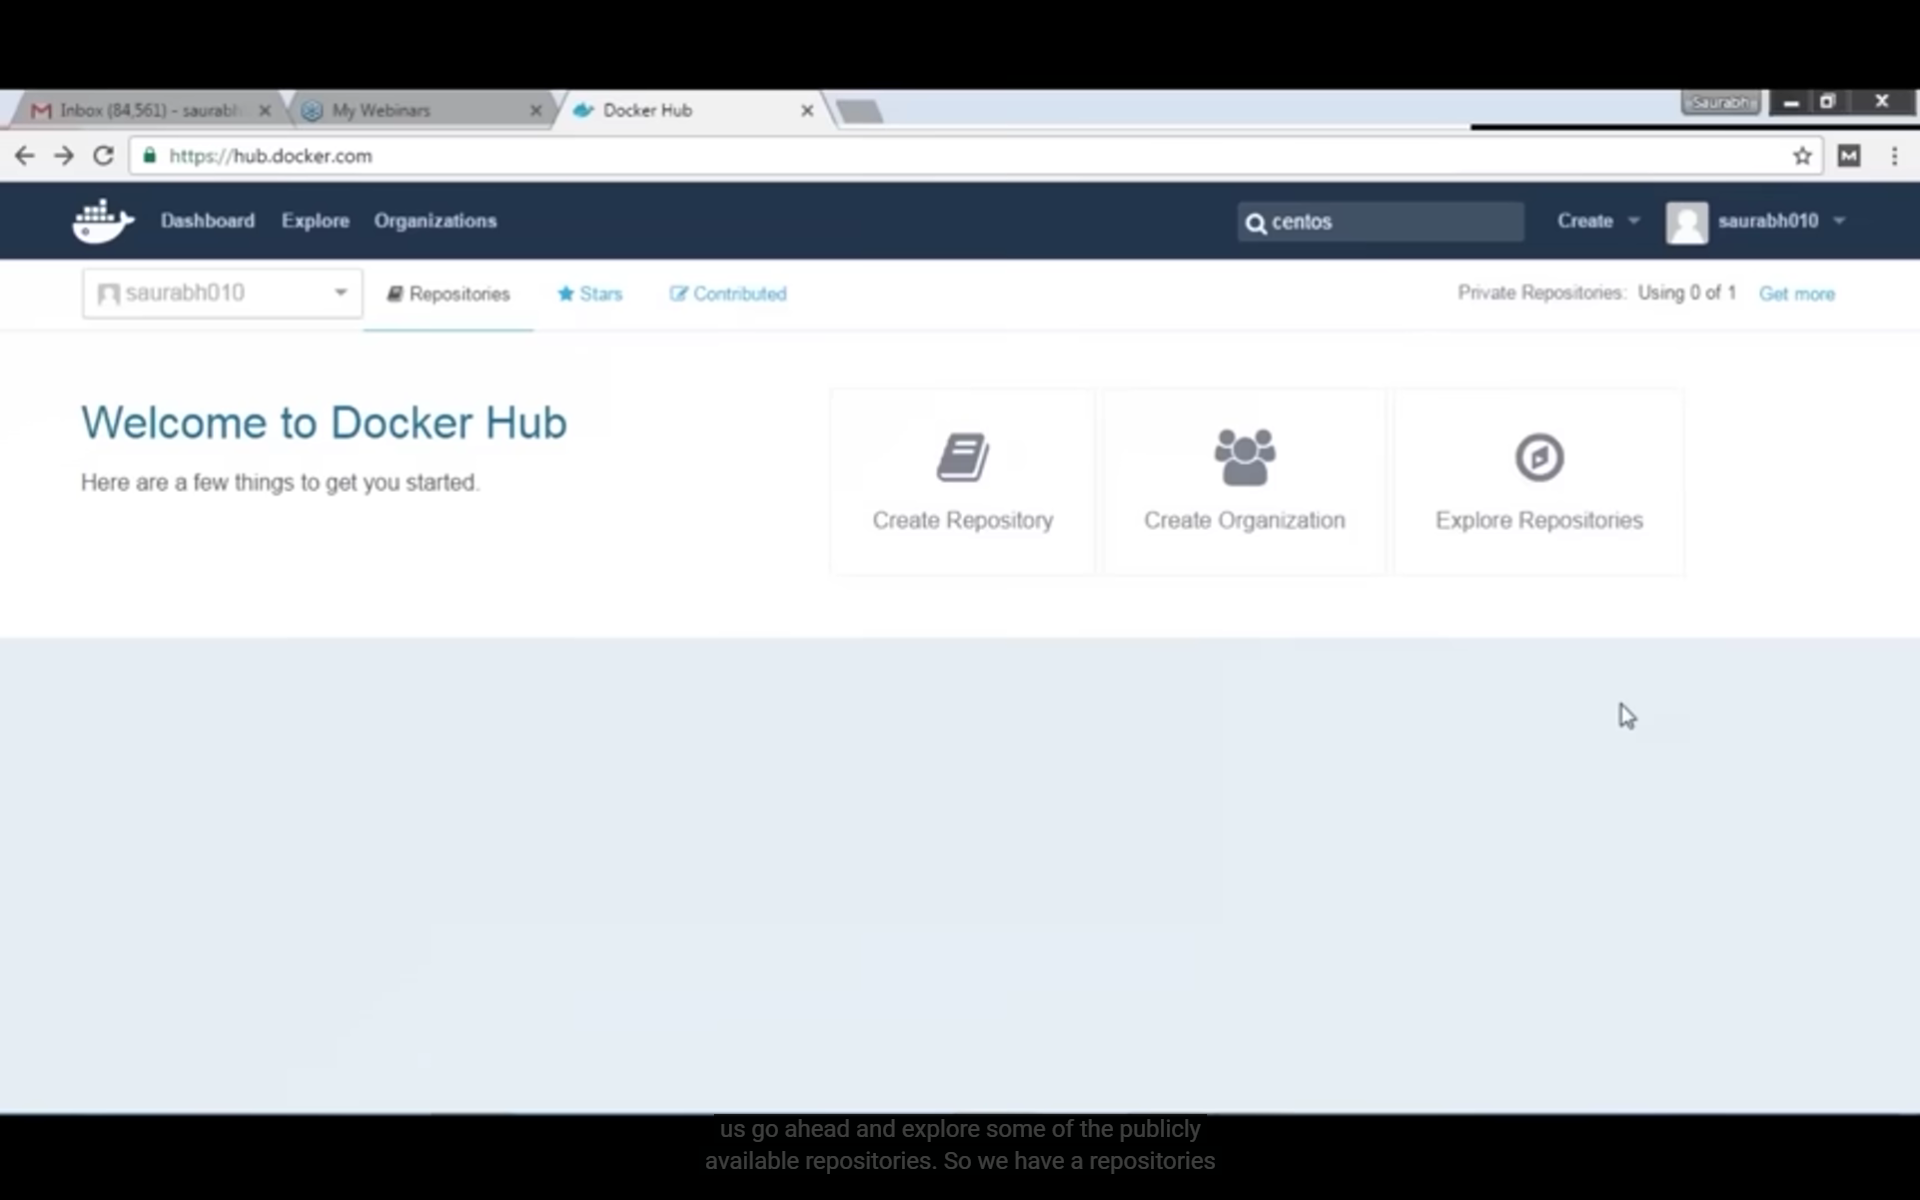 Inbox (84,561) - saurabh
My Webinars
Docker Hub
Saurabh
https://hub.docker.com
Dashboard
Explore
Organizations
centos
Create
saurabh010
saurabh010
Repositories
Stars
Contributed
Private Repositories: Using 0 of 1
Get more
Welcome to Docker Hub
Here are a few things to get you started.
Create Repository
Create Organization
Explore Repositories
us go ahead and explore some of the publicly
available repositories. So we have a repositories